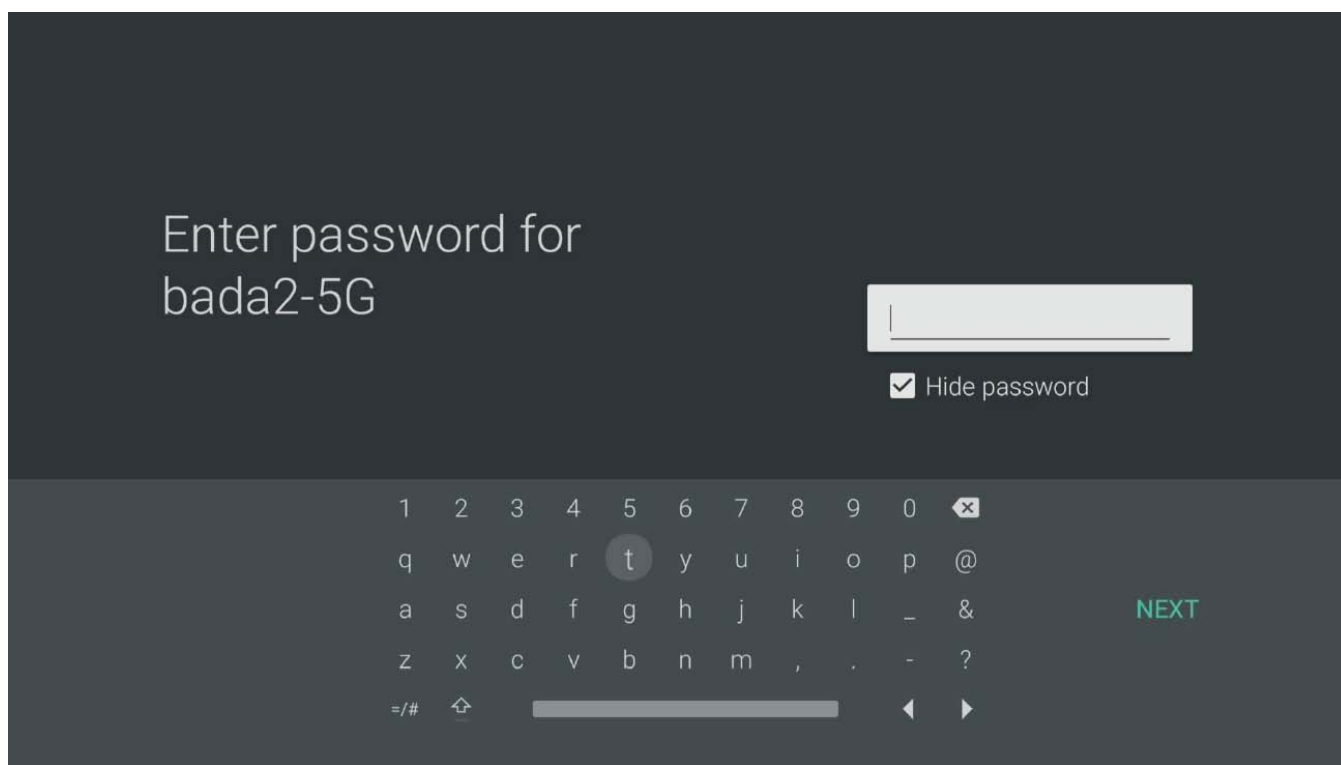 Enter password for
bada2-5G
Hide password
1 2 3 4 5 6 7 8 9 0
q w e r t y u i o p @
a s d f g h j k l _ &
NEXT
z x c v b n m , . - ?
=/#